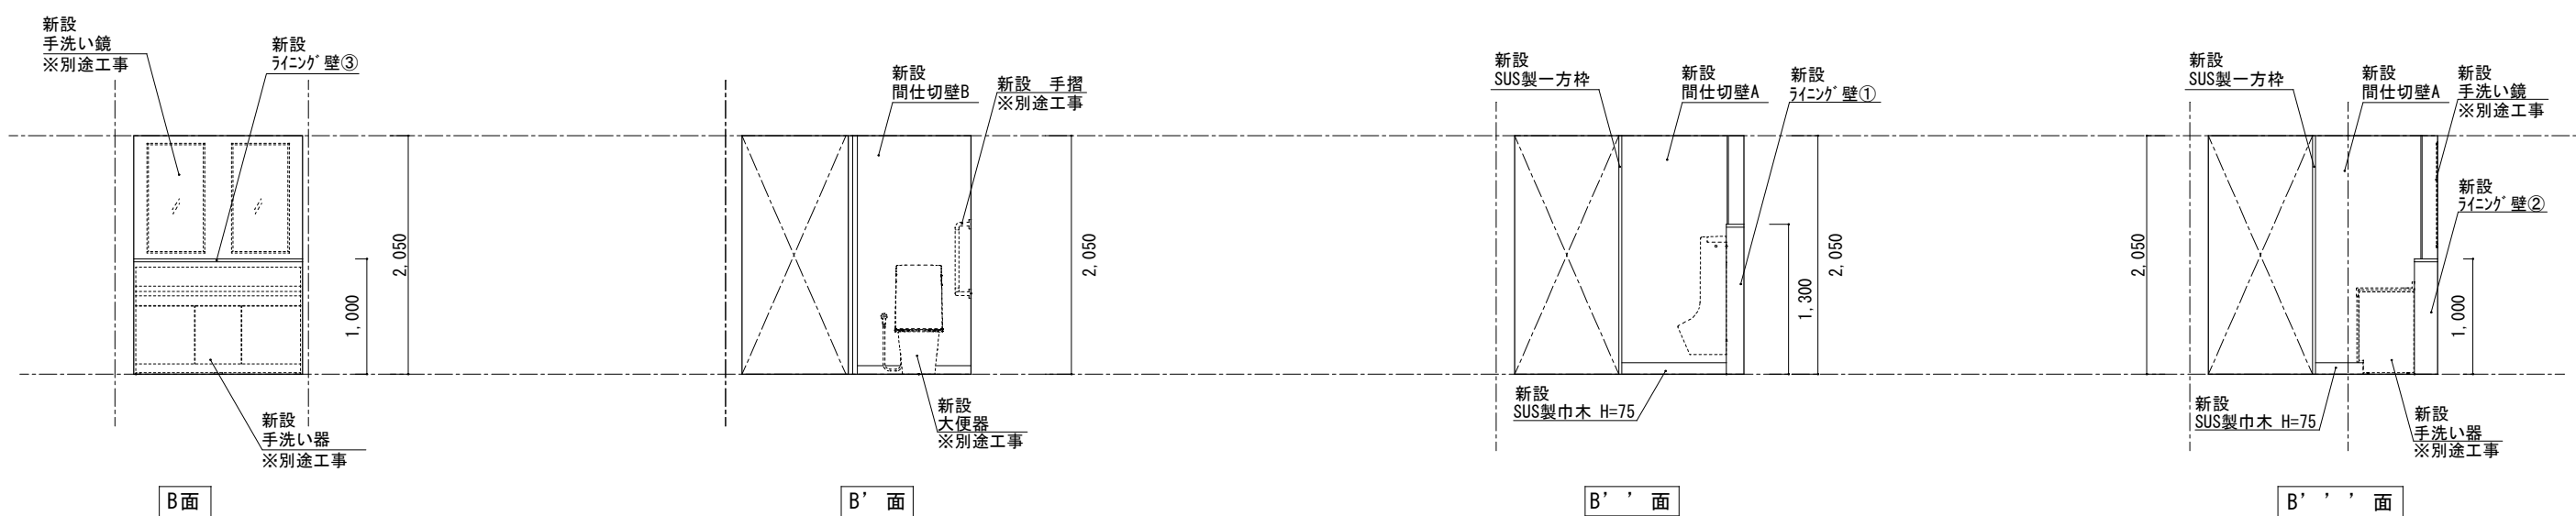 新設
手洗い鏡
※別途工事
新設
ﾗｲﾆﾝｸﾞ壁③
2,050
1,000
新設
手洗い器
※別途工事
B面
新設
間仕切壁B
新設　手摺
※別途工事
2,050
新設
大便器
※別途工事
B’ 面
新設
SUS製一方枠
新設
間仕切壁A
新設
ﾗｲﾆﾝｸﾞ壁①
2,050
1,300
新設
SUS製巾木 H=75
B’’面
新設
SUS製一方枠
新設
間仕切壁A
新設
手洗い鏡
※別途工事
新設
ﾗｲﾆﾝｸﾞ壁②
2,050
1,000
新設
SUS製巾木 H=75
新設
手洗い器
※別途工事
B’’’面